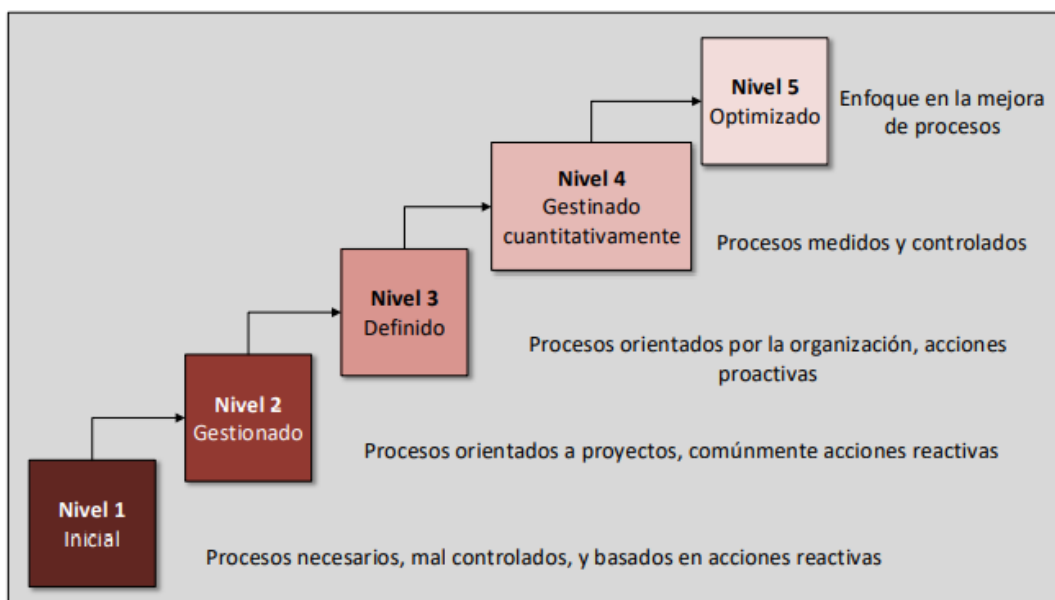 Nivel 5
Optimizado
Enfoque en la mejora
de procesos
Nivel 4
Gestinado
cuantitativamente
Procesos medidos y controlados
Nivel 3
Definido
Procesos orientados por la organización, acciones
proactivas
Nivel 2
Gestionado
Procesos orientados a proyectos, comúnmente acciones reactivas
Nivel 1
Inicial
Procesos necesarios, mal controlados, y basados en acciones reactivas